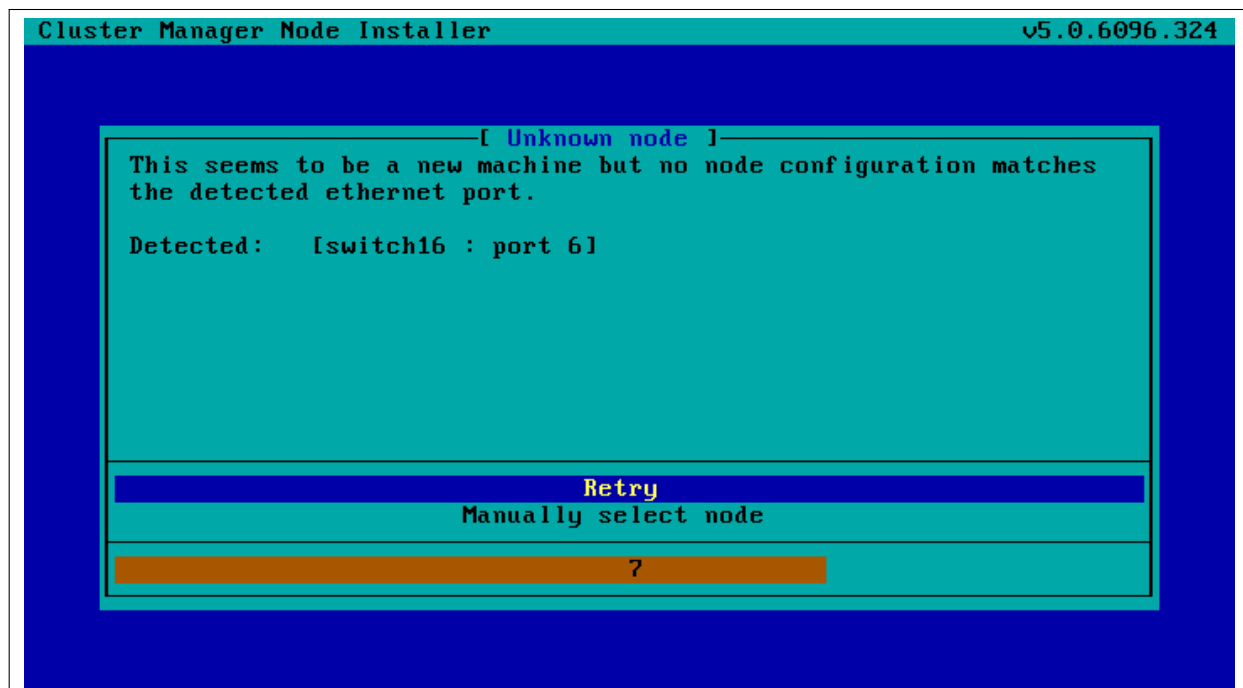 Cluster Manager Node Installer v5.0.6096.324
[ Unknown node ]
This seems to be a new machine but no node configuration matches
the detected ethernet port.
Detected: [switch16 : port 6]
Retry
Manually select node
7